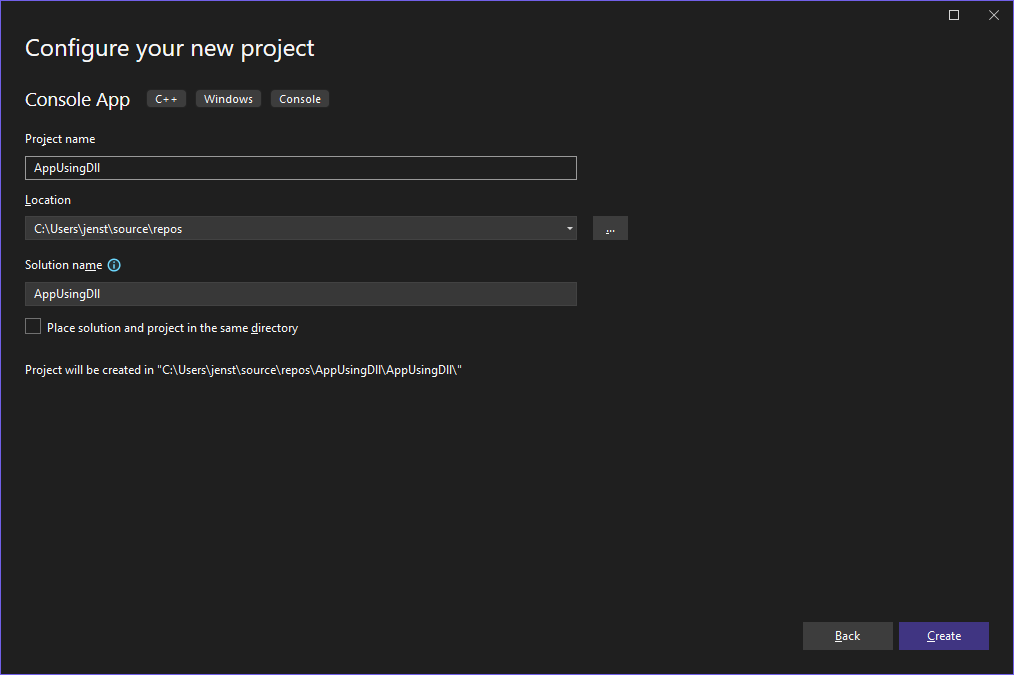 Configure your new project
Console App C++ Windows Console
Project name
AppUsingDll
Location
C:\Users\jenst\source\repos
...
Solution name
AppUsingDll
Place solution and project in the same directory
Project will be created in "C:\Users\jenst\source\repos\AppUsingDll\AppUsingDll\"
Back Create